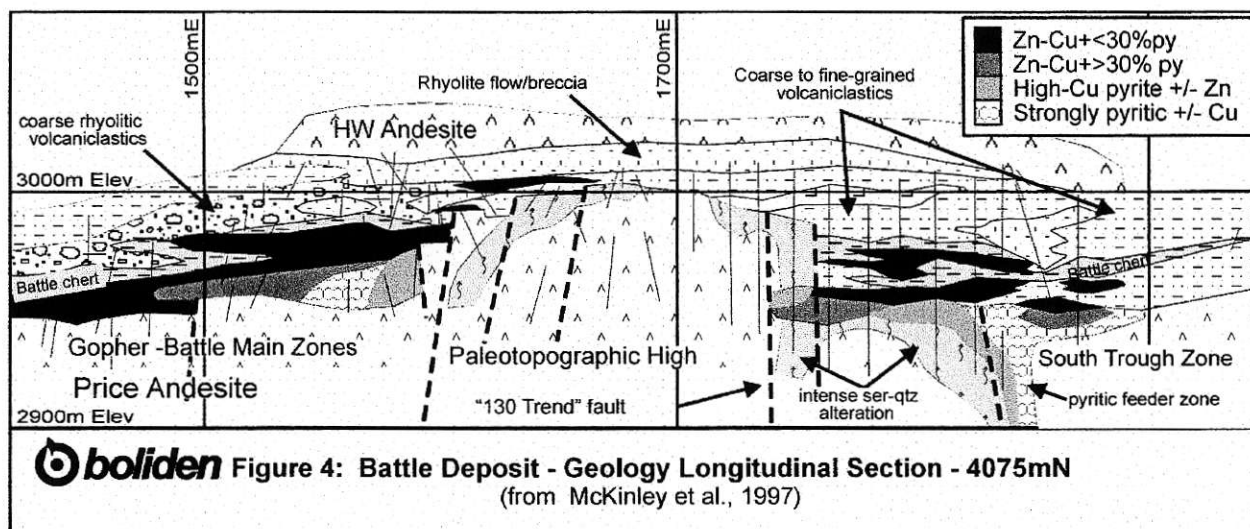 1500mE
1700mE
Zn-Cu+<30%py
Zn-Cu+>30% py
High-Cu pyrite +/- Zn
Strongly pyritic +/- Cu
Rhyolite flow/breccia
Coarse to fine-grained
volcaniclastics
coarse rhyolitic
volcaniclastics
HW Andesite
3000m Elev
Battle chert
Battle chert
Gopher -Battle Main Zones
Paleotopographic High
South Trough Zone
Price Andesite
intense ser-qtz
alteration
pyritic feeder zone
"130 Trend" fault
2900m Elev
boliden Figure 4: Battle Deposit - Geology Longitudinal Section - 4075mN
(from McKinley et al., 1997)